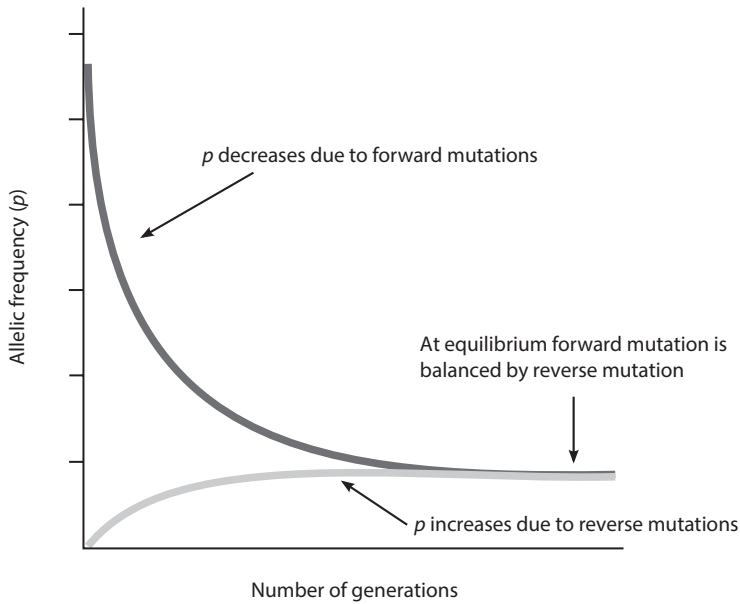 p decreases due to forward mutations
Allelic frequency (p)
At equilibrium forward mutation is
balanced by reverse mutation
p increases due to reverse mutations
Number of generations